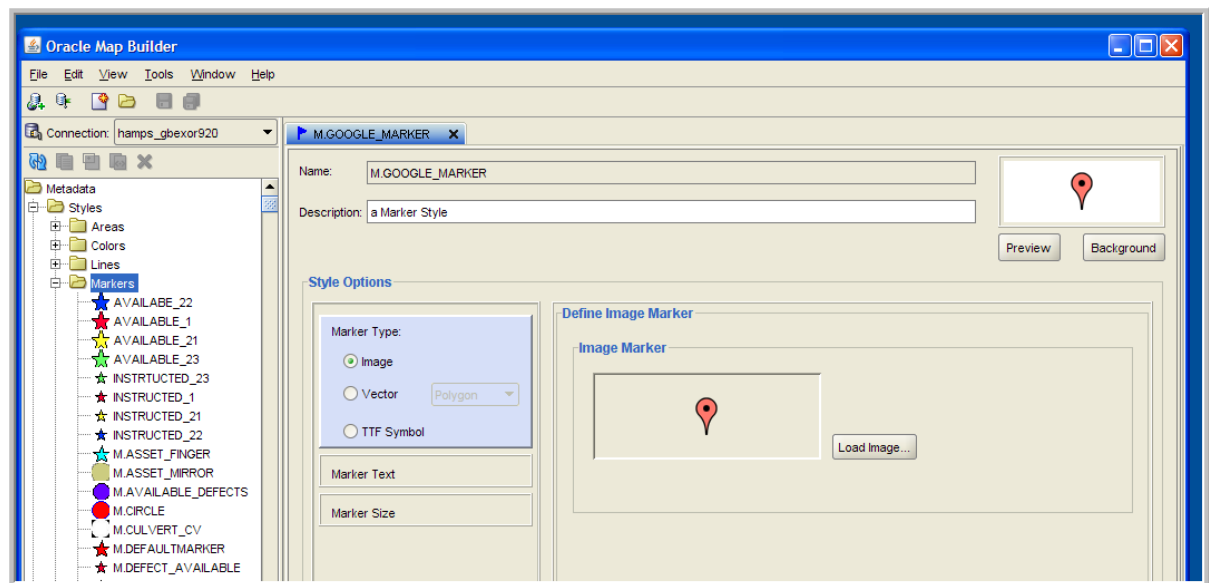 Oracle Map Builder
File Edit View Tools Window Help
Connection: hamps_gbexor920
M.GOOGLE_MARKER
Metadata
Styles
Areas
Colors
Lines
Markers
AVAILABE_22
AVAILABLE_1
AVAILABLE_21
AVAILABLE_23
INSTRTUCTED_23
INSTRUCTED_1
INSTRUCTED_21
INSTRUCTED_22
M.ASSET_FINGER
M.ASSET_MIRROR
M.AVAILABLE_DEFECTS
M.CIRCLE
M.CULVERT_CV
M.DEFAULTMARKER
M.DEFECT_AVAILABLE
Name: M.GOOGLE_MARKER
Description: a Marker Style
Preview Background
Style Options
Marker Type:
Image
Vector Polygon
TTF Symbol
Marker Text
Marker Size
Define Image Marker
Image Marker
Load Image...